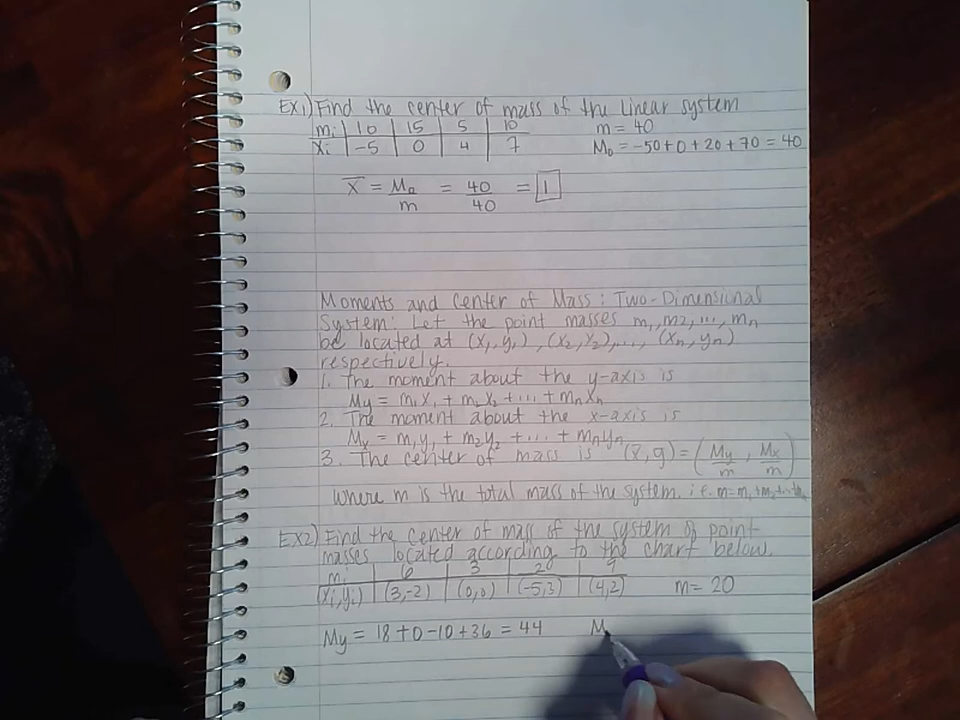 EX1) Find the center of mass of the linear system
mi | 10 | 15 | 5 | 10 m = 40
xi | -5 | 0 | 4 | 7 M₀ = -50+0+20+70 = 40
x̄ = M₀/m = 40/40 = 1
Moments and Center of Mass: Two-Dimensional
System: Let the point masses m₁, m2, ..., mn
be located at (x₁, y₁), (x₂, y₂), ..., (xn, yn)
respectively.
1. The moment about the y-axis is
My = m₁x₁ + m₂x₂ + ... + mnxn
2. The moment about the x-axis is
Mx = m₁y₁ + m₂y₂ + ... + mnyn
3. The center of mass is (x̄, ȳ) = (My/m, Mx/m)
where m is the total mass of the system. i.e. m = m₁ + m₂ + ...
EX2) Find the center of mass of the system of point
masses located according to the chart below.
mi | 6 | 3 | 2 | 9
(xi, yi) | (3,-2) | (0,0) | (-5,3) | (4,2) m = 20
My = 18 + 0 - 10 + 36 = 44 M